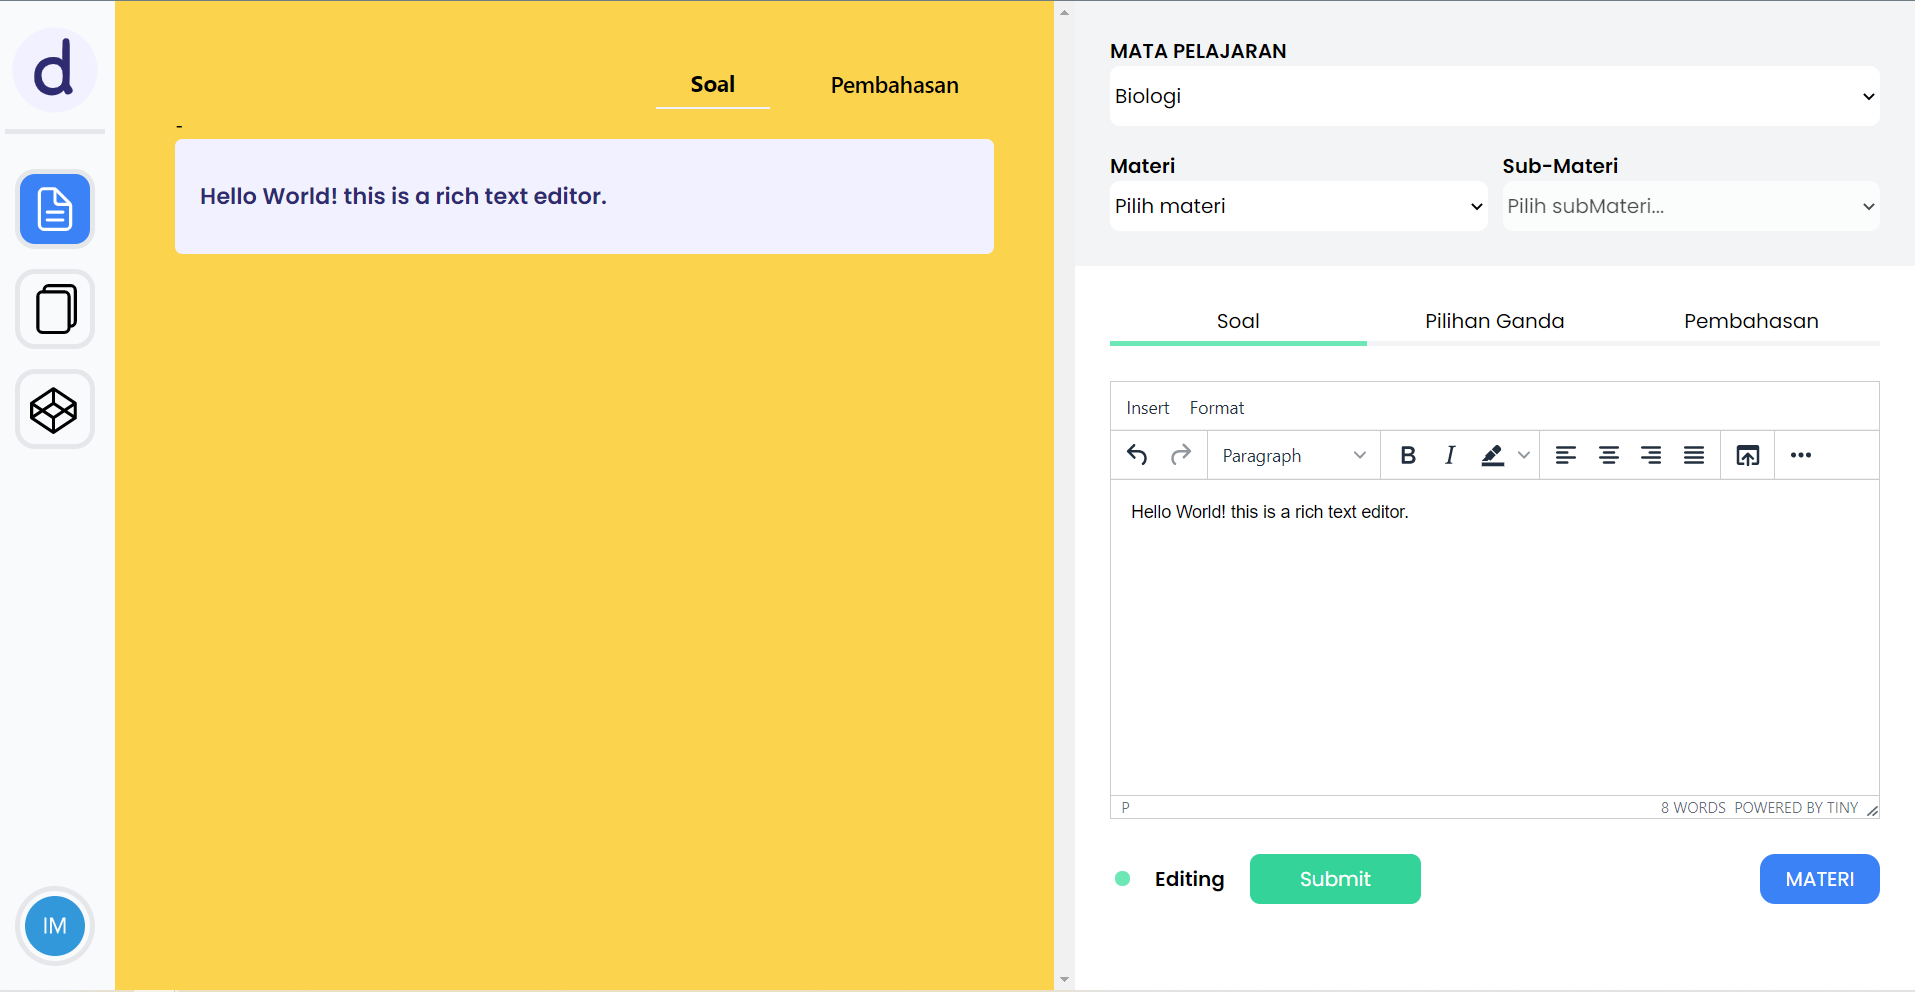 d
Soal Pembahasan
-
Hello World! this is a rich text editor.
IM
MATA PELAJARAN
Biologi
Materi Sub-Materi
Pilih materi Pilih subMateri...
Soal Pilihan Ganda Pembahasan
Insert Format
Paragraph B I ...
Hello World! this is a rich text editor.
P 8 WORDS POWERED BY TINY
Editing Submit MATERI